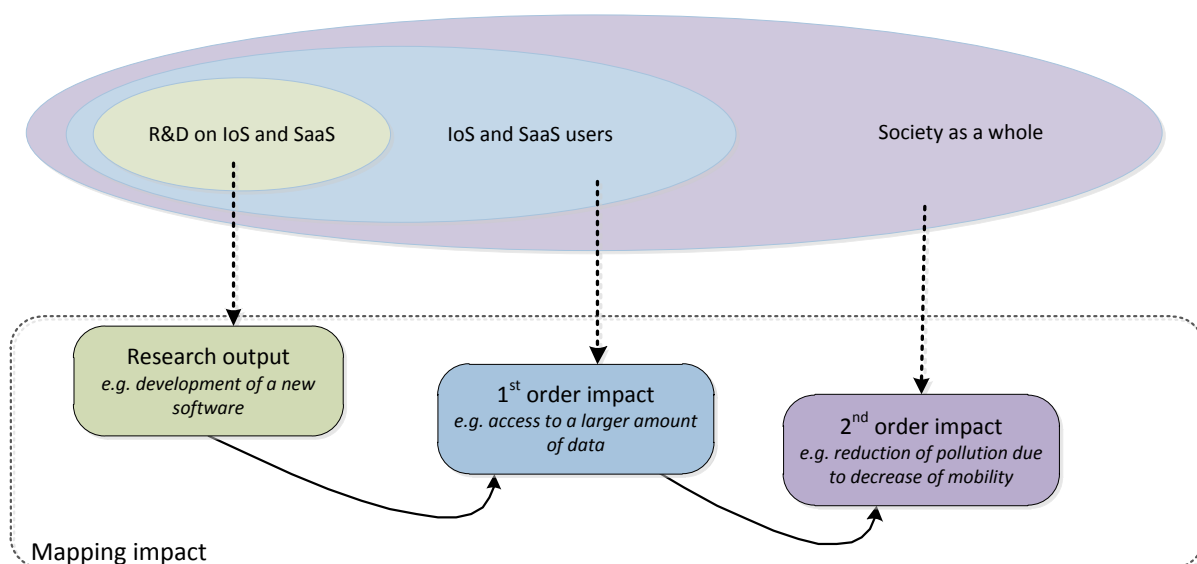 R&D on IoS and SaaS
IoS and SaaS users
Society as a whole
Research output
e.g. development of a new
software
1st order impact
e.g. access to a larger amount
of data
2nd order impact
e.g. reduction of pollution due
to decrease of mobility
Mapping impact